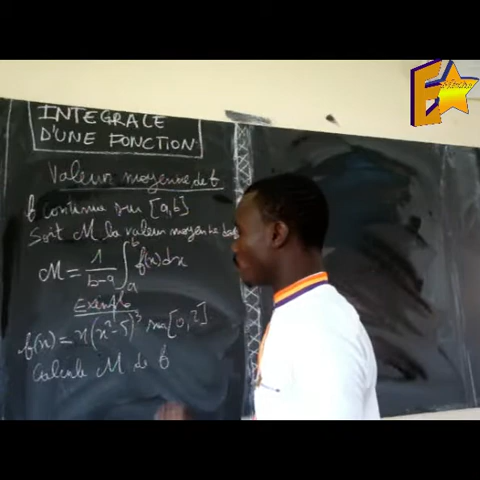 INTEGRALE
D'UNE FONCTION
Valeur moyenne de f
f continue sur [a,b]
Soit M la valeur moyenne de f
M = 1/(b-a) ∫_a^b f(x)dx
Exemple
f(x) = x(x²-5)³ sur [0,2]
Calcule M de f